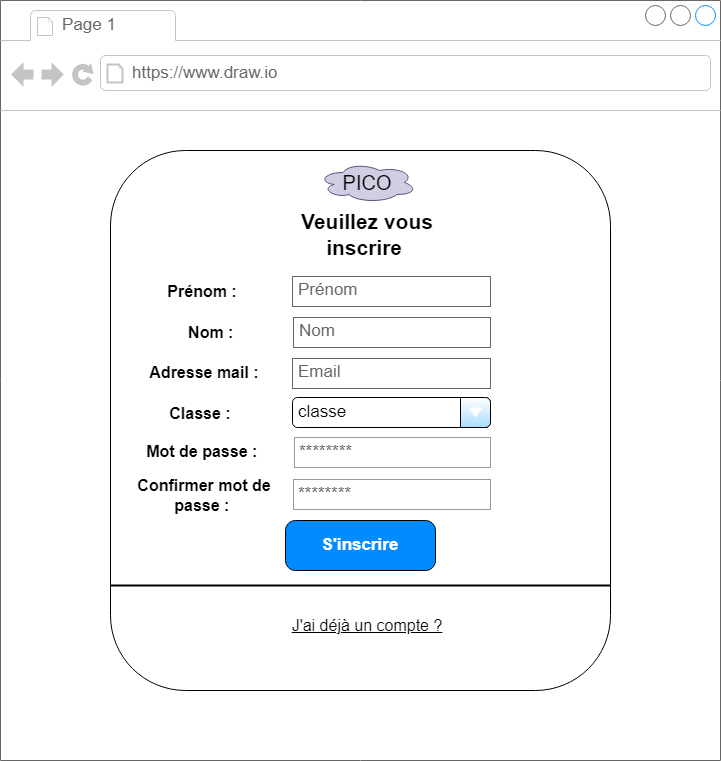 Page 1
https://www.draw.io
PICO
Veuillez vous
inscrire
Prénom :
Prénom
Nom :
Nom
Adresse mail :
Email
Classe :
classe
Mot de passe :
********
Confirmer mot de
passe :
********
S'inscrire
J'ai déjà un compte ?